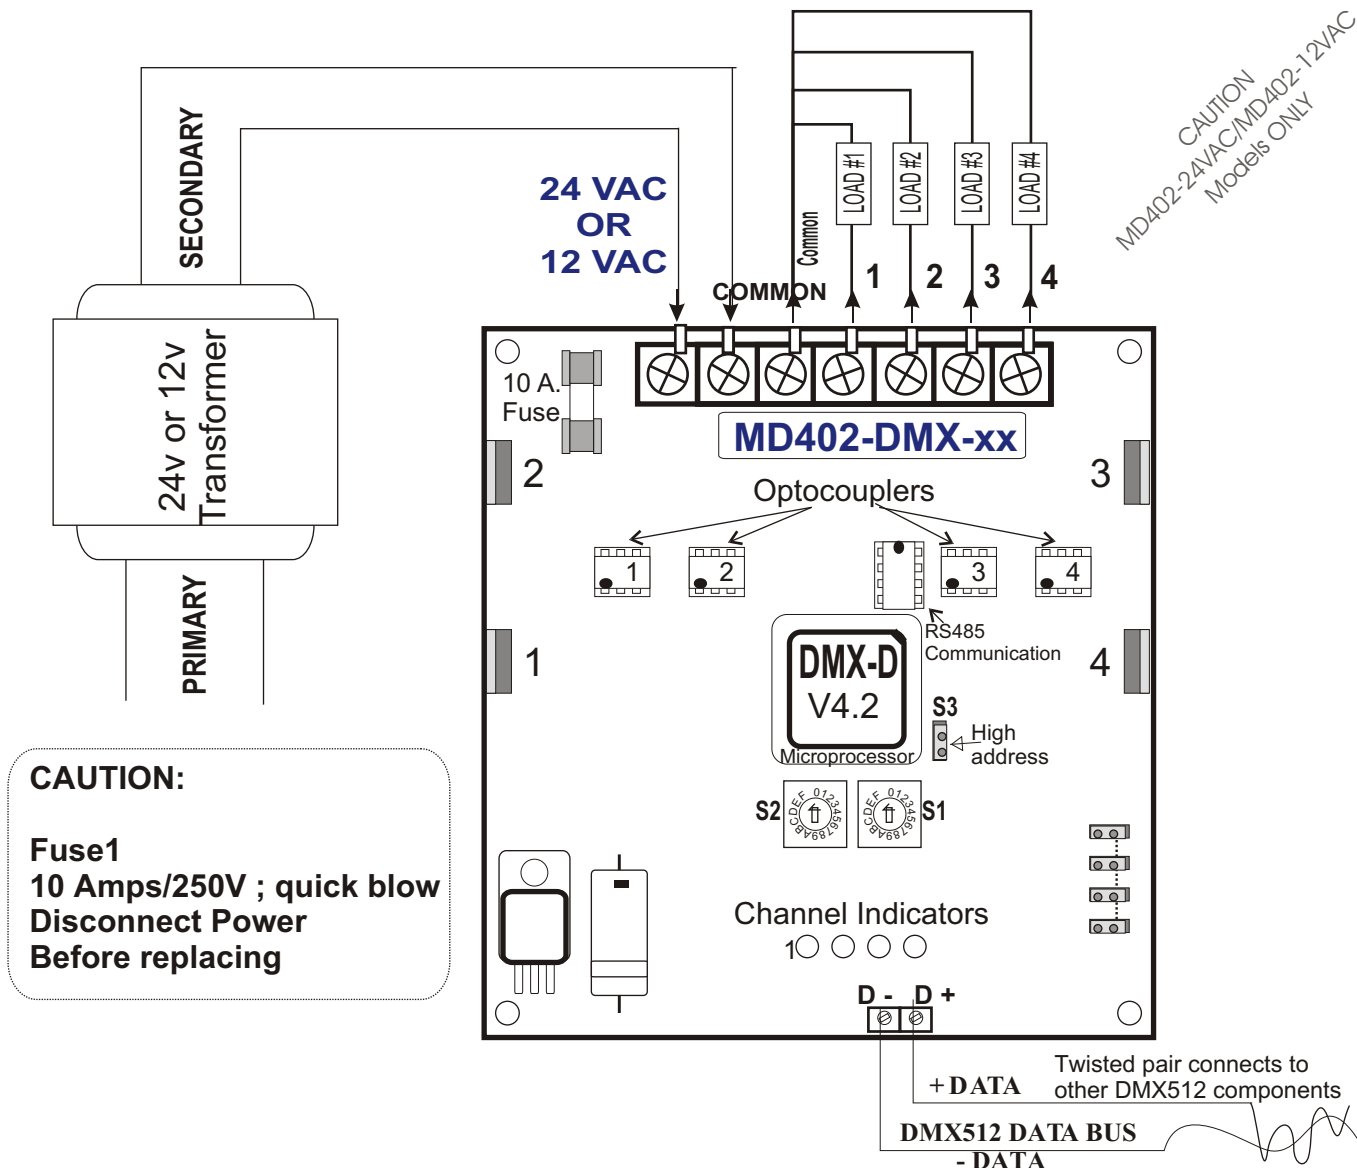 CAUTION
MD402-24VAC/MD402-12VAC
Models ONLY
SECONDARY
24 VAC
OR
12 VAC
COMMON
Common
LOAD #1
LOAD #2
LOAD #3
LOAD #4
1
2
3
4
24v or 12v
Transformer
PRIMARY
10 A.
Fuse
MD402-DMX-xx
2
3
Optocouplers
1
2
3
4
RS485
Communication
1
4
DMX-D
V4.2
Microprocessor
S3
High
address
S2
0123456789ABCDEF
0123456789ABCDEF
S1
CAUTION:
Fuse1
10 Amps/250V ; quick blow
Disconnect Power
Before replacing
Channel Indicators
1
D - D +
Twisted pair connects to
other DMX512 components
+ DATA
DMX512 DATA BUS
- DATA